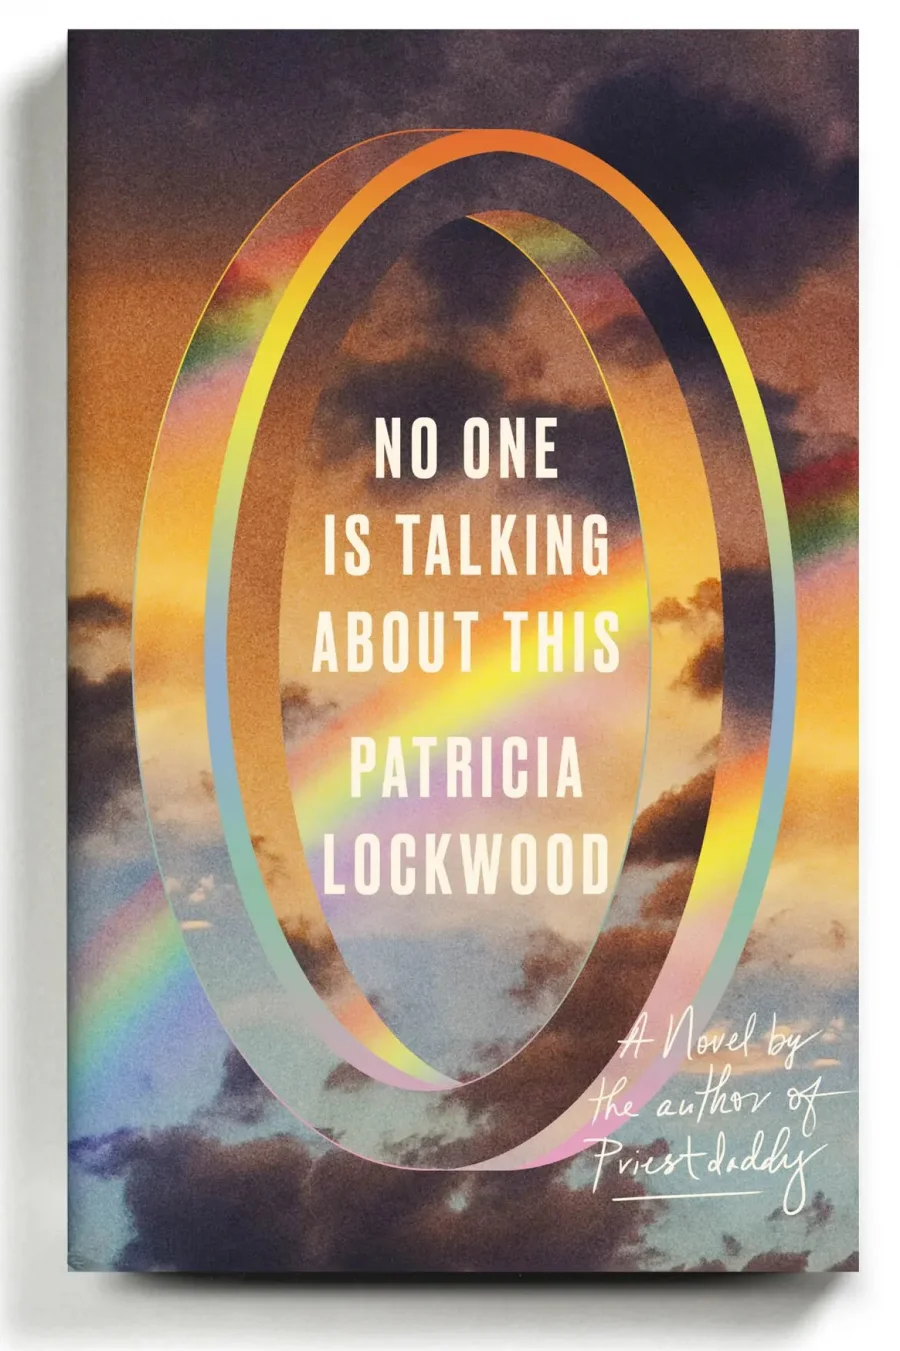 NO ONE
IS TALKING
ABOUT THIS
PATRICIA
LOCKWOOD
A Novel by
the author of
Priestdaddy